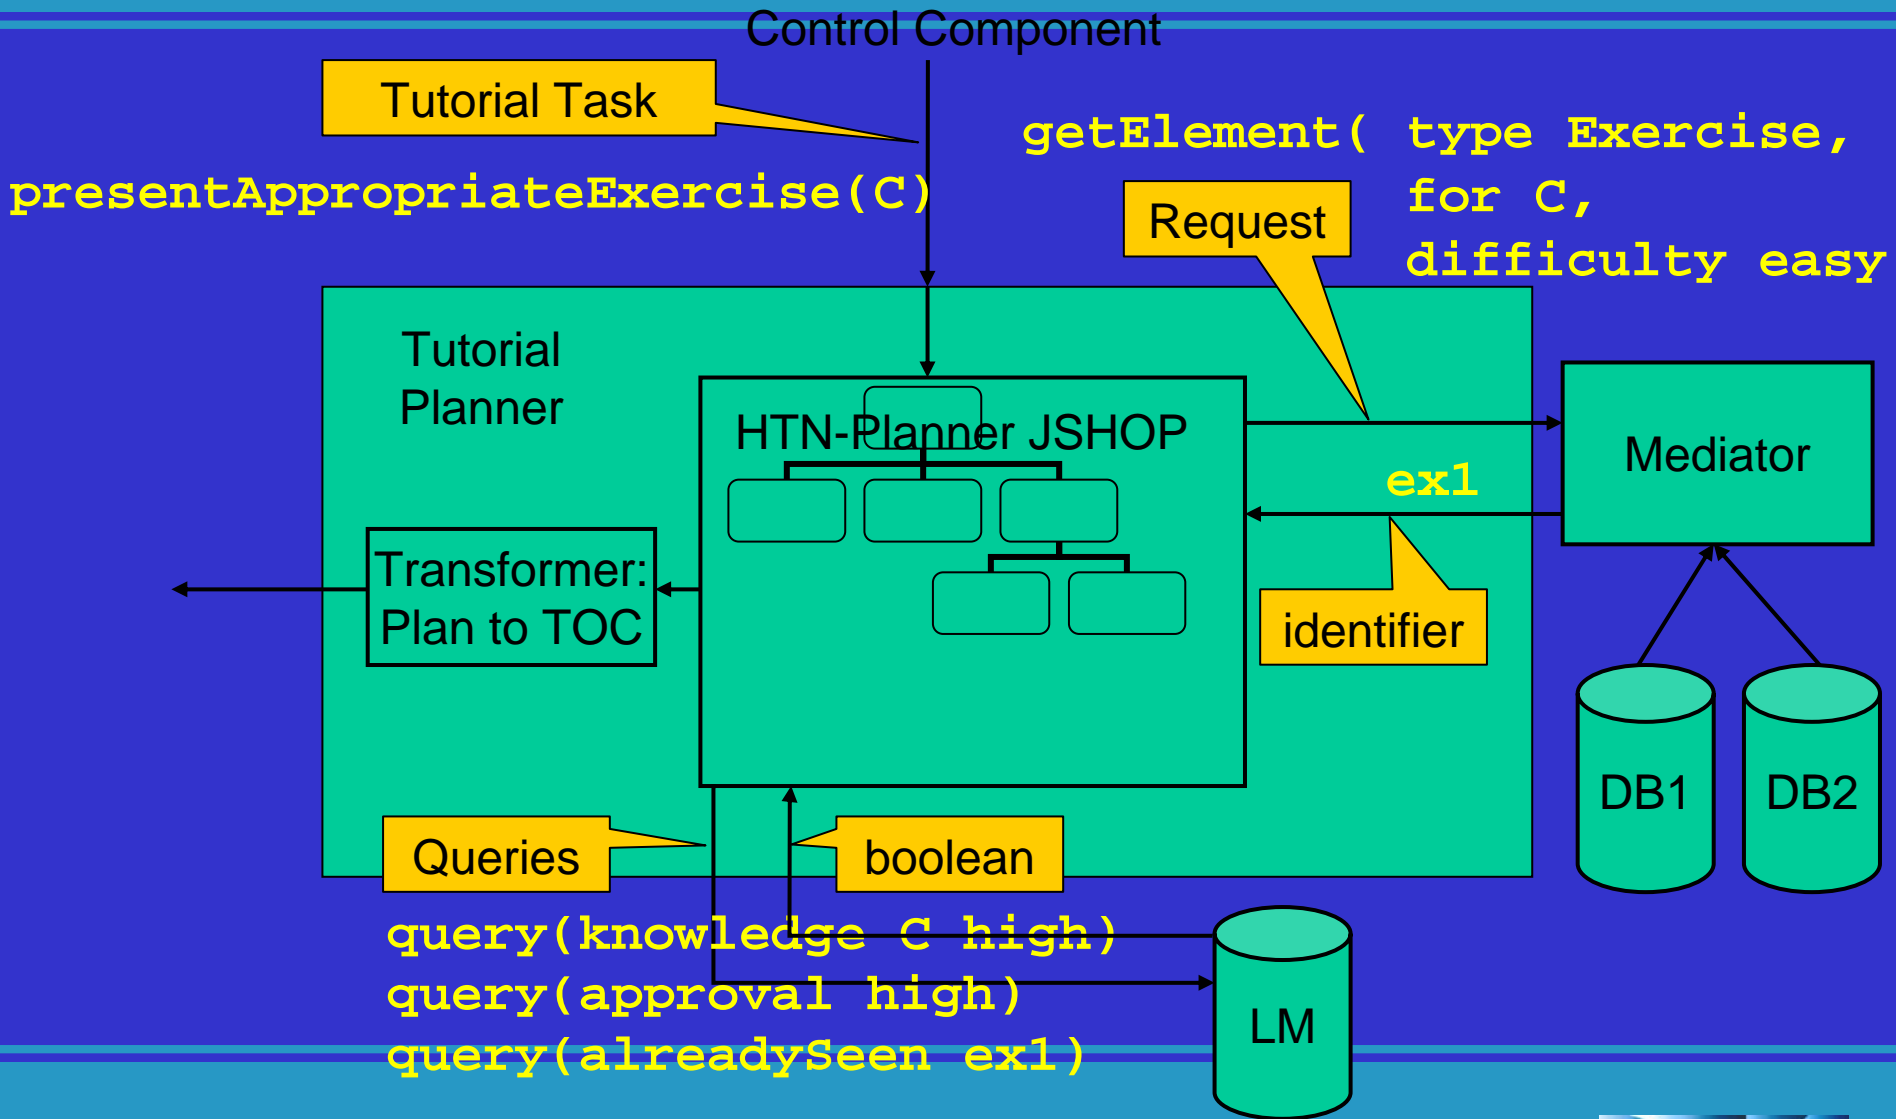 Control Component
Tutorial Task
presentAppropriateExercise(C)
getElement( type Exercise,
for C,
difficulty easy
Request
Tutorial
Planner
HTN-Planner JSHOP
Mediator
ex1
Transformer:
Plan to TOC
identifier
DB1
DB2
Queries
boolean
query(knowledge C high)
query(approval high)
query(alreadySeen ex1)
LM